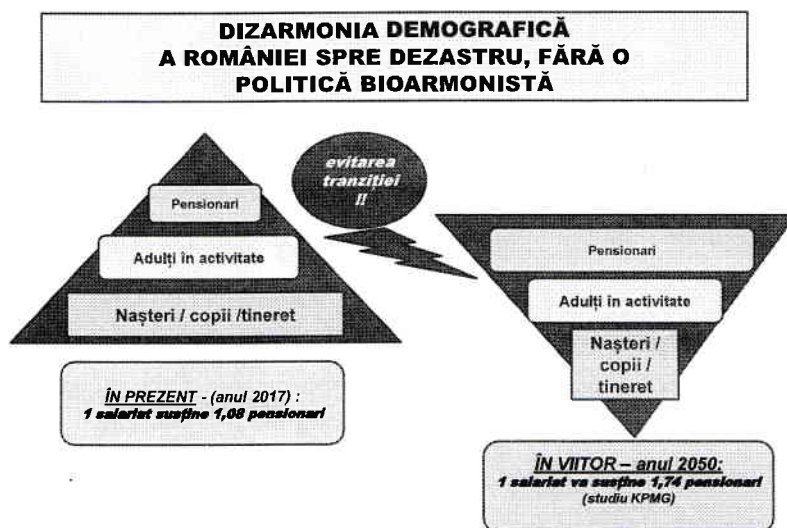 DIZARMONIA DEMOGRAFICĂ
A ROMÂNIEI SPRE DEZASTRU, FĂRĂ O
POLITICĂ BIOARMONISTĂ
evitarea
tranziției
!!
Pensionari
Adulți în activitate
Nașteri / copii /tineret
ÎN PREZENT - (anul 2017) :
1 salariat susține 1,08 pensionari
Pensionari
Adulți în activitate
Nașteri /
copii /
tineret
ÎN VIITOR – anul 2050:
1 salariat va susține 1,74 pensionari
(studiu KPMG)